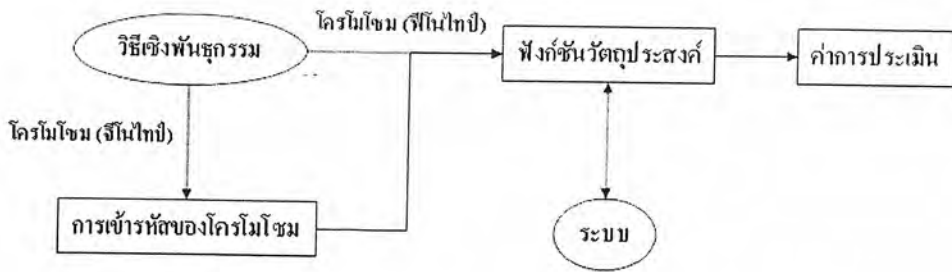 โครโมโซม (ฟีโนไทป์)
วิธีเชิงพันธุกรรม
ฟังก์ชันวัตถุประสงค์
ค่าการประเมิน
โครโมโซม (จีโนไทป์)
การเข้ารหัสของโครโมโซม
ระบบ